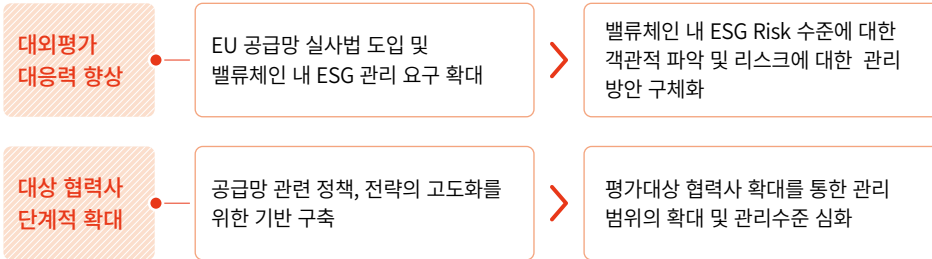 대외평가
대응력 향상
EU 공급망 실사법 도입 및
밸류체인 내 ESG 관리 요구 확대
밸류체인 내 ESG Risk 수준에 대한
객관적 파악 및 리스크에 대한 관리
방안 구체화
대상 협력사
단계적 확대
공급망 관련 정책, 전략의 고도화를
위한 기반 구축
평가대상 협력사 확대를 통한 관리
범위의 확대 및 관리수준 심화